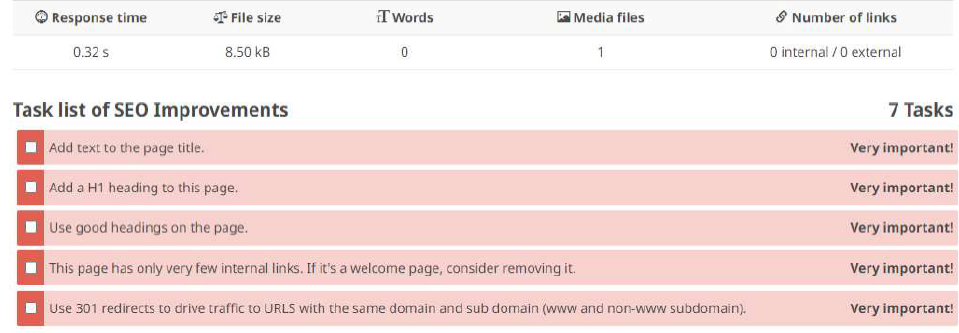 Response time File size Words Media files Number of links
0.32 s 8.50 kB 0 1 0 internal / 0 external
Task list of SEO Improvements 7 Tasks
Add text to the page title. Very important!
Add a H1 heading to this page. Very important!
Use good headings on the page. Very important!
This page has only very few internal links. If it's a welcome page, consider removing it. Very important!
Use 301 redirects to drive traffic to URLS with the same domain and sub domain (www and non-www subdomain). Very important!